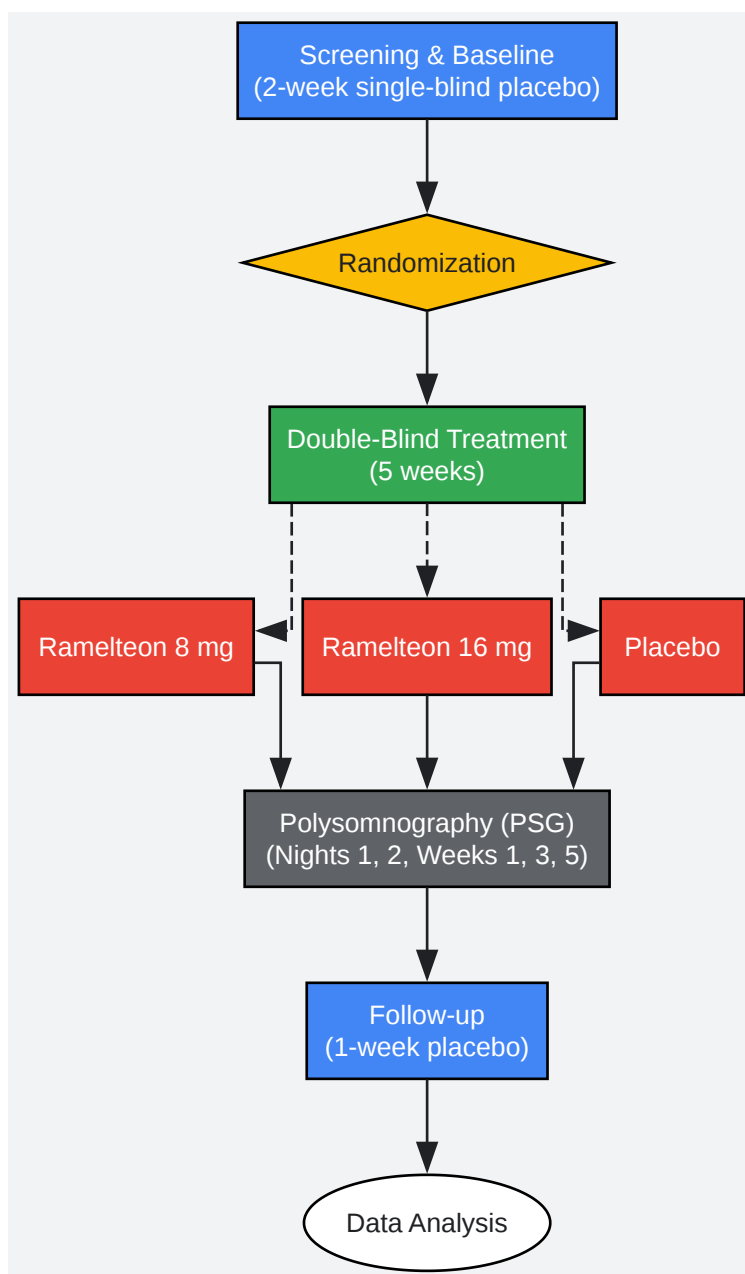 Screening & Baseline
(2-week single-blind placebo)
Randomization
Double-Blind Treatment
(5 weeks)
Ramelteon 8 mg
Ramelteon 16 mg
Placebo
Polysomnography (PSG)
(Nights 1, 2, Weeks 1, 3, 5)
Follow-up
(1-week placebo)
Data Analysis